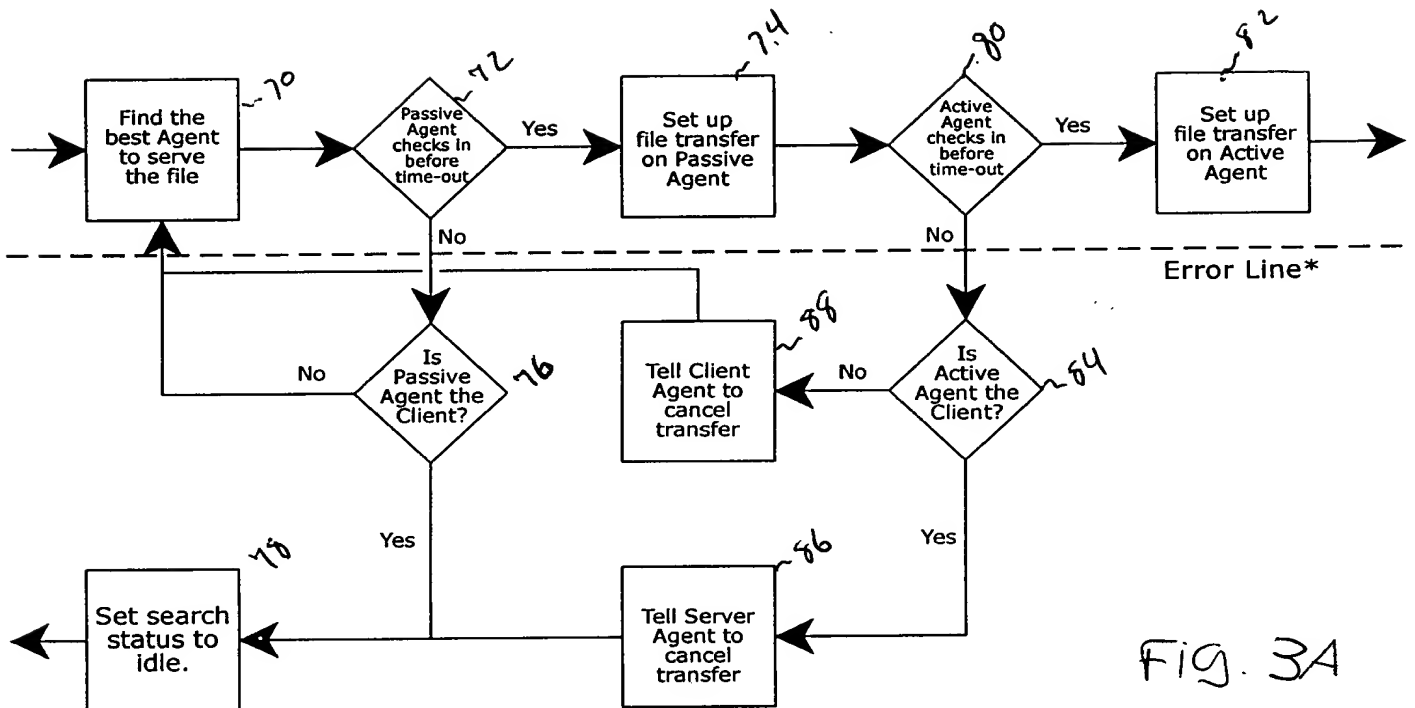 70
Find the
best Agent
to serve
the file
72
Passive
Agent
checks in
before
time-out
Yes
74
Set up
file transfer
on Passive
Agent
80
Active
Agent
checks in
before
time-out
Yes
82
Set up
file transfer
on Active
Agent
No
No
Error Line*
76
Is
Passive
Agent the
Client?
No
88
Tell Client
Agent to
cancel
transfer
No
84
Is
Active
Agent the
Client?
Yes
Yes
78
Set search
status to
idle.
86
Tell Server
Agent to
cancel
transfer
Fig. 3A